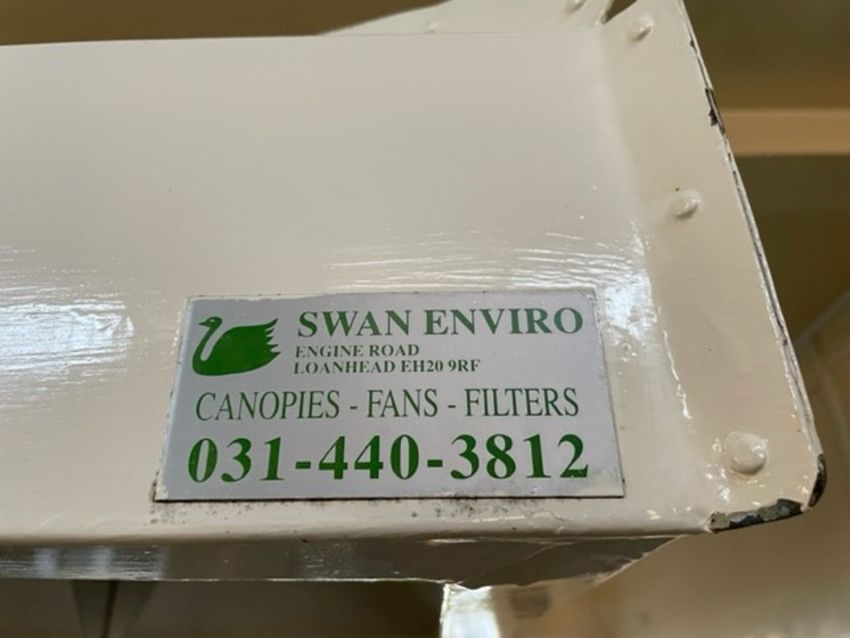 SWAN ENVIRO
ENGINE ROAD
LOANHEAD EH20 9RF
CANOPIES - FANS - FILTERS
031-440-3812